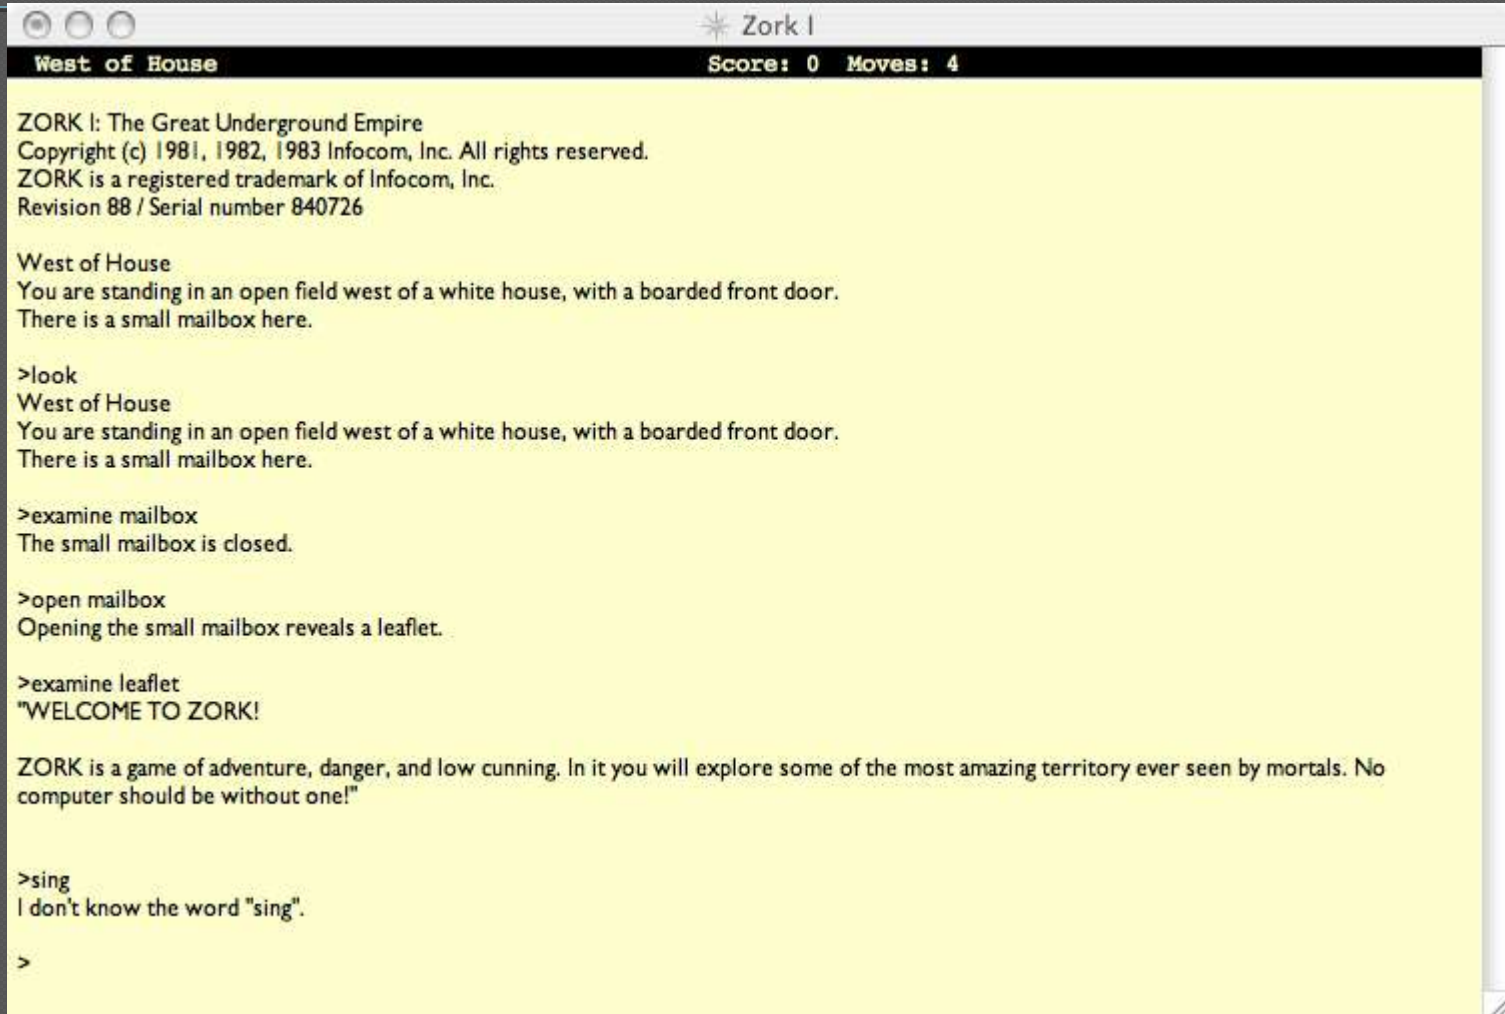 Zork I
West of House Score: 0 Moves: 4
ZORK I: The Great Underground Empire
Copyright (c) 1981, 1982, 1983 Infocom, Inc. All rights reserved.
ZORK is a registered trademark of Infocom, Inc.
Revision 88 / Serial number 840726
West of House
You are standing in an open field west of a white house, with a boarded front door.
There is a small mailbox here.
>look
West of House
You are standing in an open field west of a white house, with a boarded front door.
There is a small mailbox here.
>examine mailbox
The small mailbox is closed.
>open mailbox
Opening the small mailbox reveals a leaflet.
>examine leaflet
"WELCOME TO ZORK!
ZORK is a game of adventure, danger, and low cunning. In it you will explore some of the most amazing territory ever seen by mortals. No
computer should be without one!"
>sing
I don't know the word "sing".
>